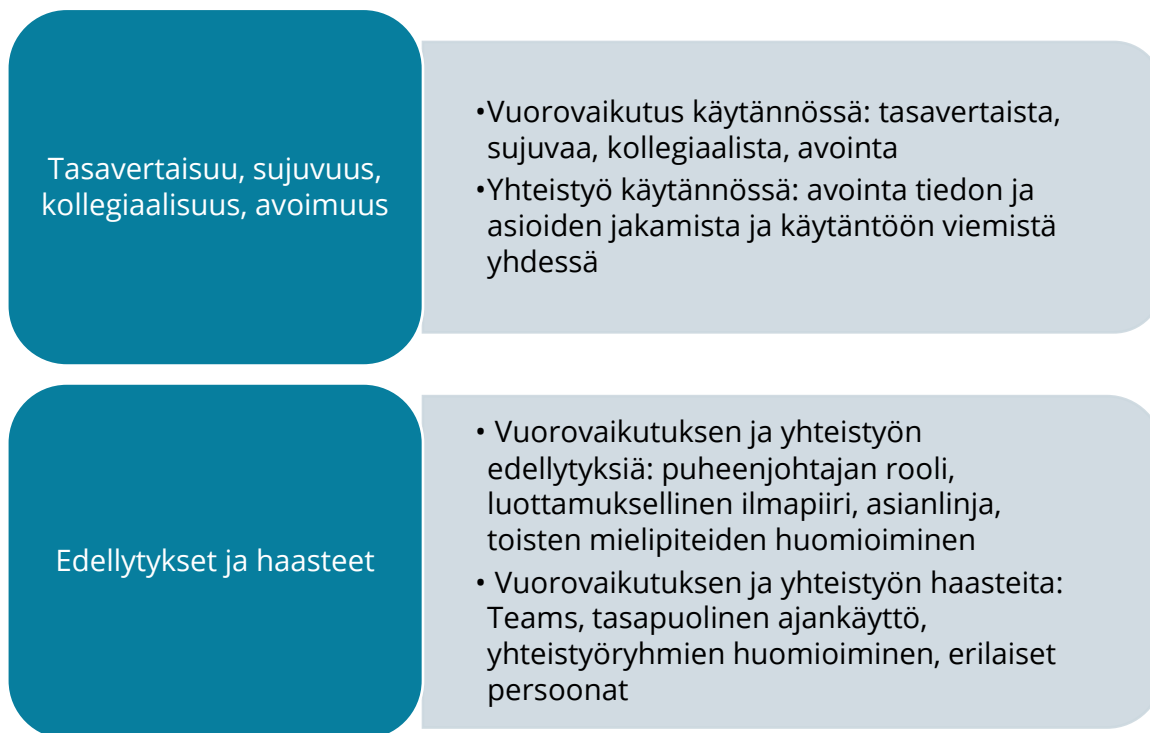 Tasavertaisuu, sujuvuus,
kollegiaalisuus, avoimuus
•Vuorovaikutus käytännössä: tasavertaista,
sujuvaa, kollegiaalista, avointa
•Yhteistyö käytännössä: avointa tiedon ja
asioiden jakamista ja käytäntöön viemistä
yhdessä
Edellytykset ja haasteet
• Vuorovaikutuksen ja yhteistyön
edellytyksiä: puheenjohtajan rooli,
luottamuksellinen ilmapiiri, asianlinja,
toisten mielipiteiden huomioiminen
• Vuorovaikutuksen ja yhteistyön haasteita:
Teams, tasapuolinen ajankäyttö,
yhteistyöryhmien huomioiminen, erilaiset
persoonat